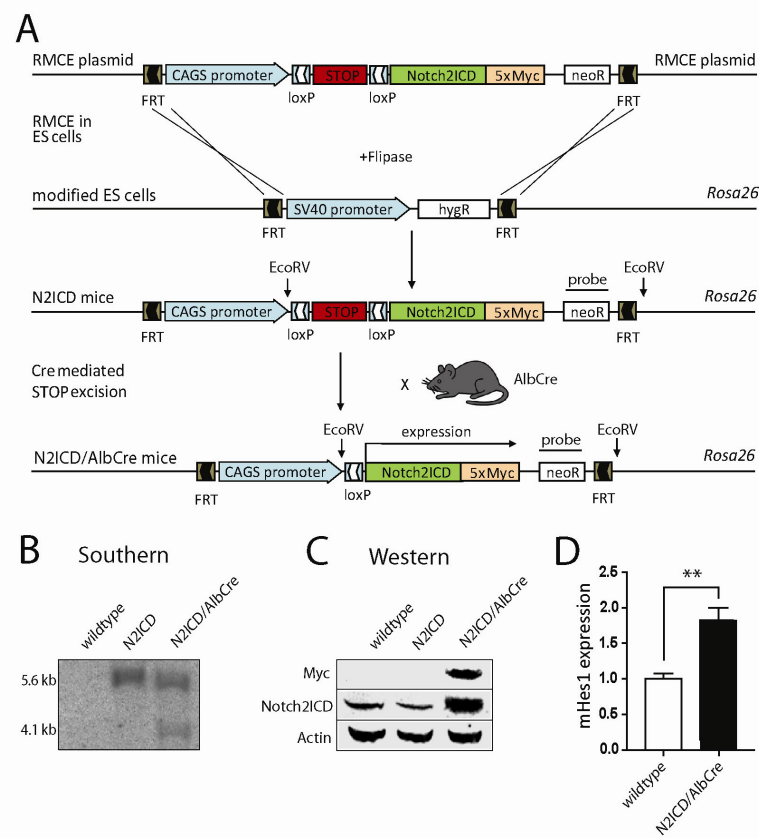 A
RMCE plasmid
CAGS promoter
STOP
Notch2ICD
5xMyc
neoR
RMCE plasmid
FRT
loxP
loxP
FRT
RMCE in
ES cells
+Flipase
modified ES cells
SV40 promoter
hygR
Rosa26
FRT
FRT
EcoRV
probe
EcoRV
N2ICD mice
CAGS promoter
STOP
Notch2ICD
5xMyc
neoR
Rosa26
FRT
loxP
loxP
FRT
Cre mediated
STOP excision
X
AlbCre
EcoRV
expression
probe
EcoRV
N2ICD/AlbCre mice
CAGS promoter
Notch2ICD
5xMyc
neoR
Rosa26
FRT
loxP
FRT
B
Southern
wildtype
N2ICD
N2ICD/AlbCre
5.6 kb
4.1 kb
C
Western
wildtype
N2ICD
N2ICD/AlbCre
Myc
Notch2ICD
Actin
D
mHes1 expression
2.5
2.0
1.5
1.0
0.5
0.0
**
wildtype
N2ICD/AlbCre